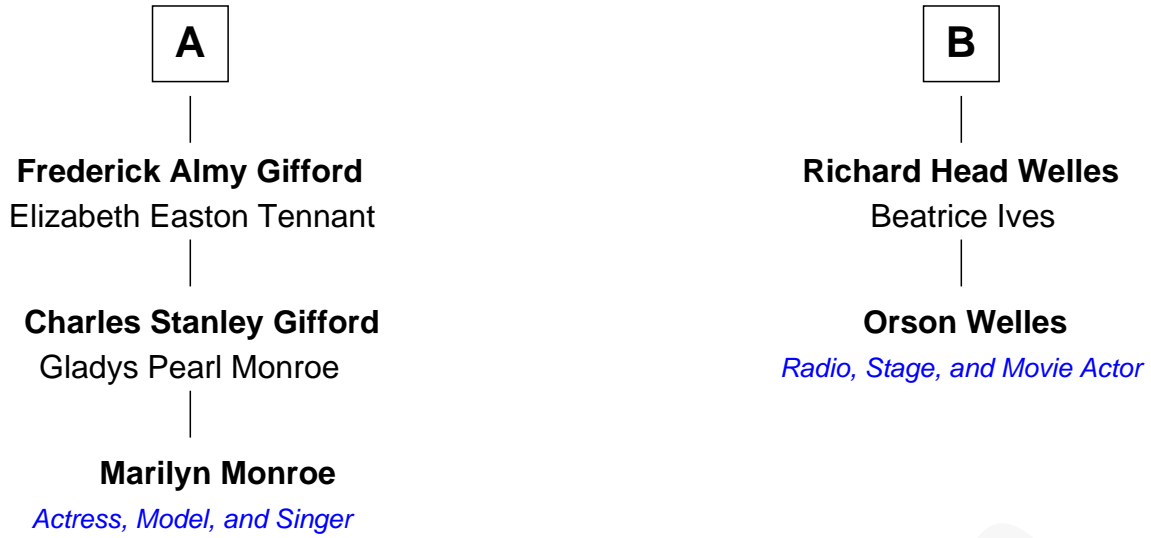 A
Frederick Almy Gifford
Elizabeth Easton Tennant
Charles Stanley Gifford
Gladys Pearl Monroe
Marilyn Monroe
Actress, Model, and Singer
B
Richard Head Welles
Beatrice Ives
Orson Welles
Radio, Stage, and Movie Actor